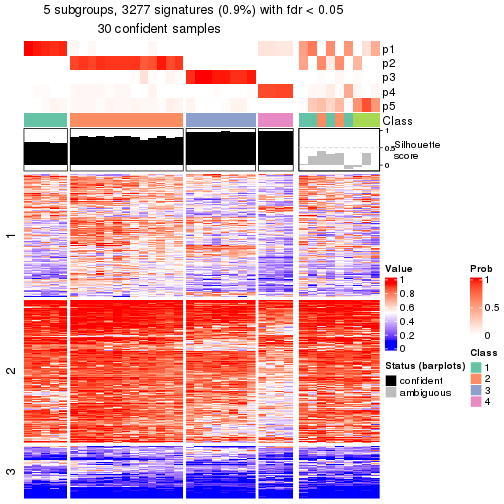 5 subgroups, 3277 signatures (0.9%) with fdr < 0.05
30 confident samples
p1
p2
p3
p4
p5
Class
1
0.5
0
Silhouette
score
1
2
3
Value
1
0.8
0.6
0.4
0.2
0
Prob
1
0.5
0
Status (barplots)
confident
ambiguous
Class
1
2
3
4